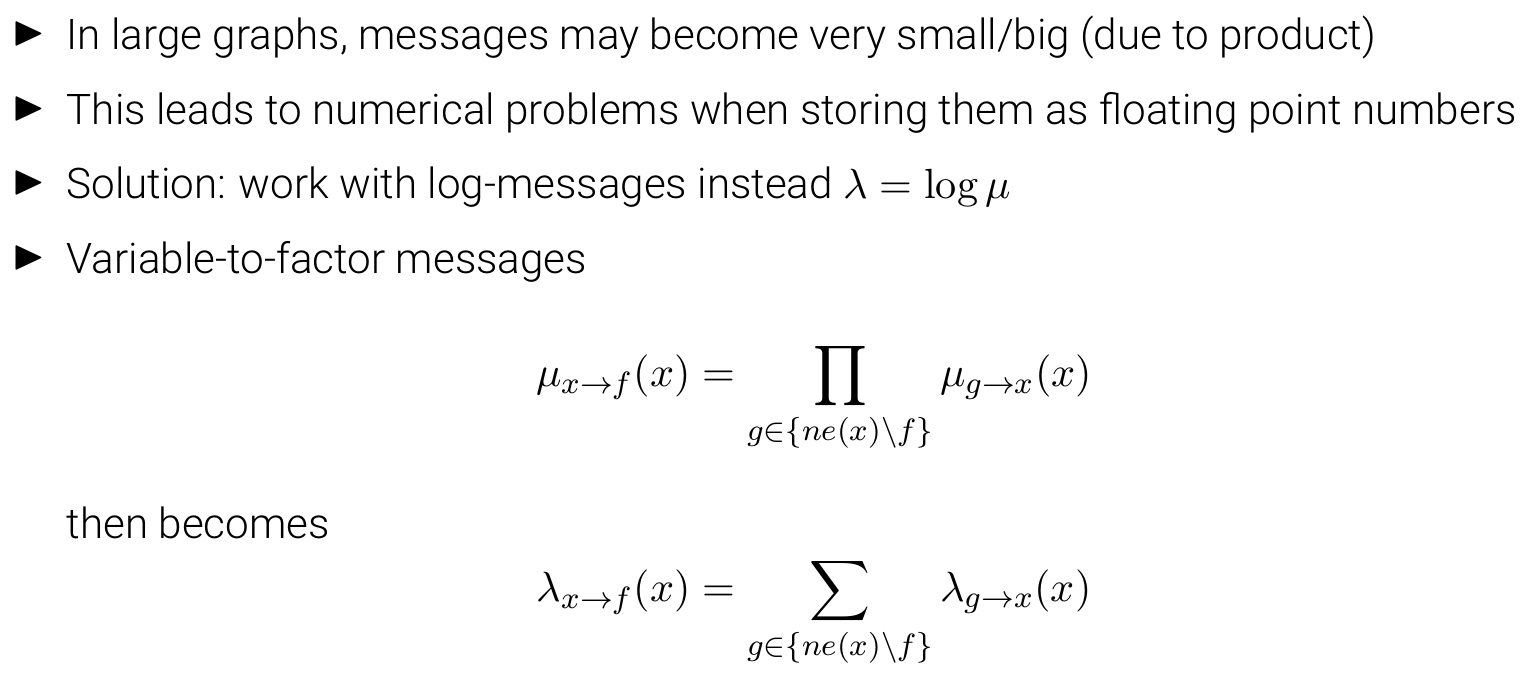 ▶ In large graphs, messages may become very small/big (due to product)
▶ This leads to numerical problems when storing them as floating point numbers
▶ Solution: work with log-messages instead λ = log μ
▶ Variable-to-factor messages
μ_{x→f}(x) = ∏_{g∈{ne(x)\f}} μ_{g→x}(x)
then becomes
λ_{x→f}(x) = ∑_{g∈{ne(x)\f}} λ_{g→x}(x)